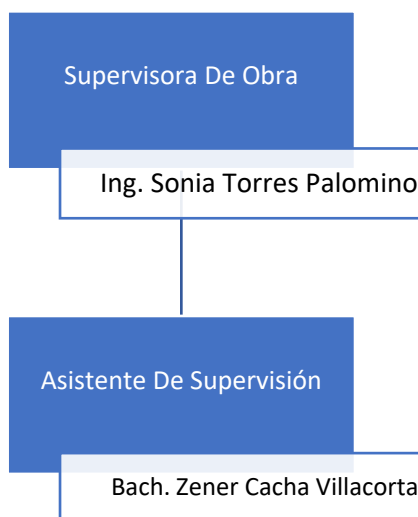 Supervisora De Obra
Ing. Sonia Torres Palomino
Asistente De Supervisión
Bach. Zener Cacha Villacorta